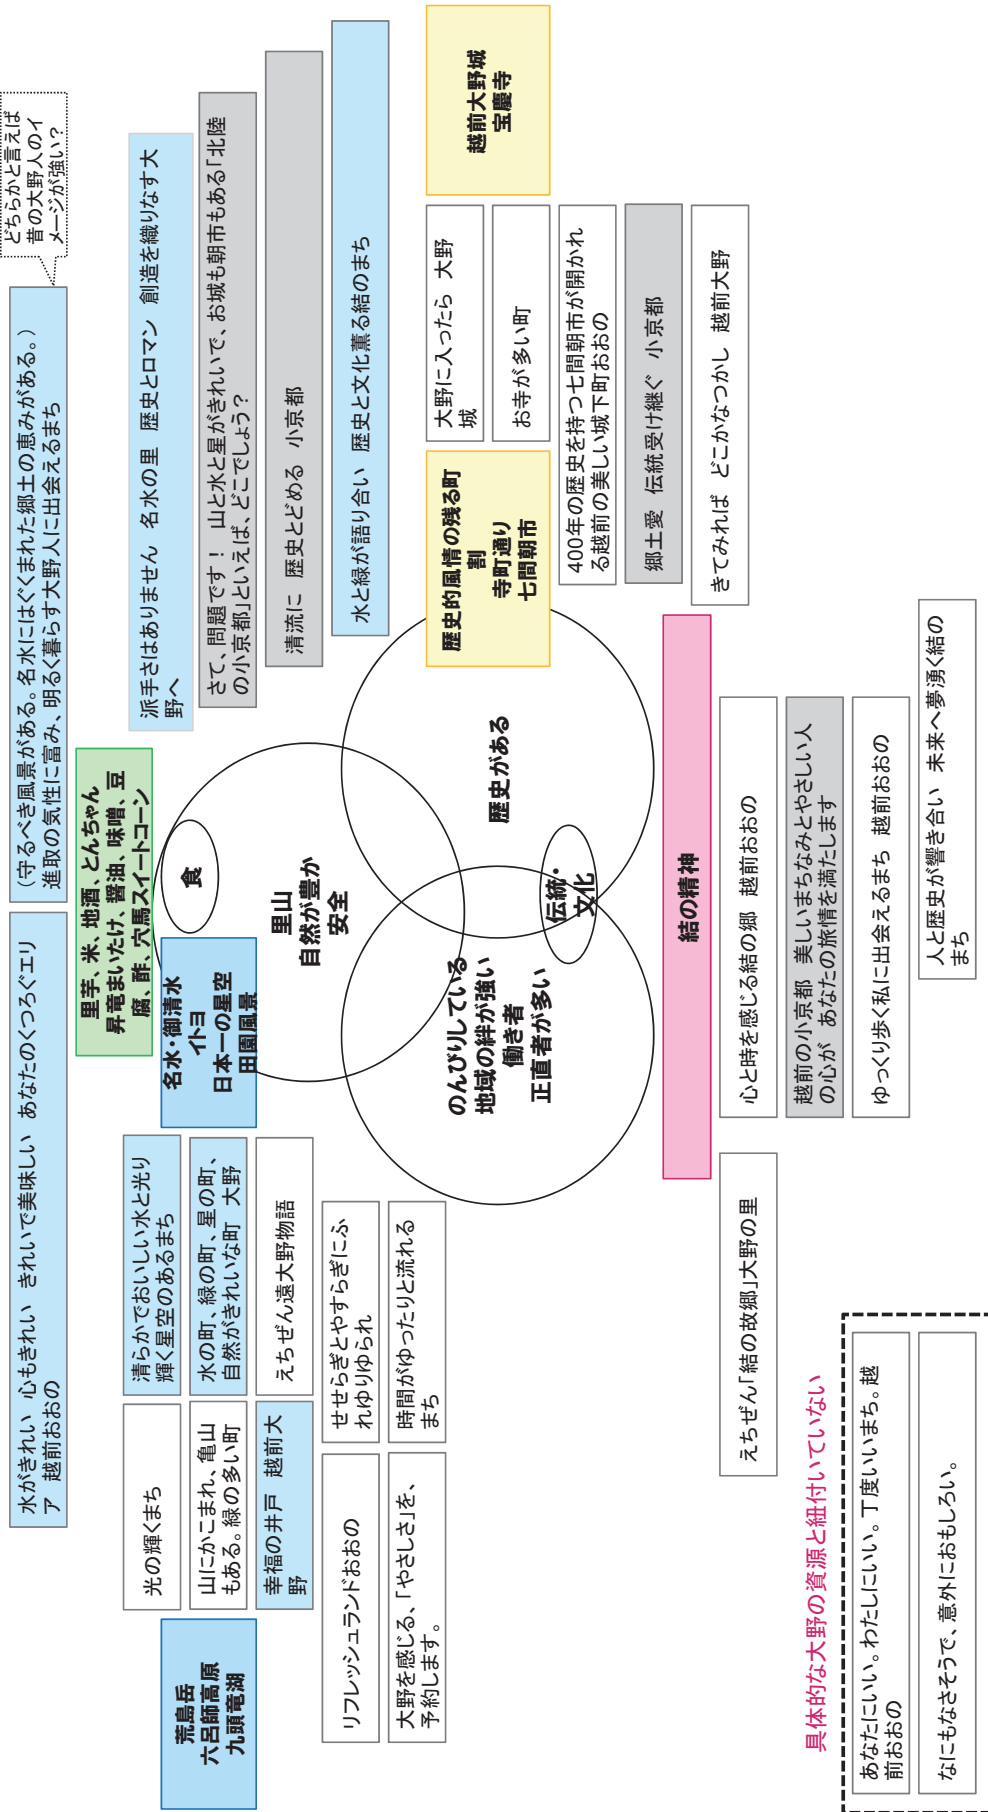 水がきれい　心もきれい　きれいで美味しい　あなたのくつろぐエリ
ア　越前おおの
（守るべき風景がある。名水にはぐくまれた郷土の恵みがある。）
進取の気性に富み、明るく暮らす大野人に出会えるまち
どちらかと言えば
昔の大野人のイ
メージが強い？
里芋、米、地酒、とんちゃん
昇竜まいたけ、醤油、味噌、豆
腐、酢、穴馬スイートコーン
荒島岳
六呂師高原
九頭竜湖
光の輝くまち
山にかこまれ、亀山
もある。緑の多い町
幸福の井戸　越前大
野
清らかでおいしい水と光り
輝く星空のあるまち
水の町、緑の町、星の町、
自然がきれいな町　大野
えちぜん遠大野物語
名水・御清水
イトヨ
日本一の星空
田園風景
食
里山
自然が豊か
安全
派手さはありません　名水の里　歴史とロマン　創造を織りなす大
野へ
さて、問題です！　山と水と星がきれいで、お城も朝市もある「北陸
の小京都」といえば、どこでしょう？
清流に　歴史とどめる　小京都
水と緑が語り合い　歴史と文化薫る結のまち
リフレッシュランドおおの
大野を感じる、「やさしさ」を、
予約します。
せせらぎとやすらぎにふ
れゆりゆられ
時間がゆったりと流れる
まち
のんびりしている
地域の絆が強い
働き者
正直者が多い
歴史がある
伝統・
文化
歴史的風情の残る町
割
寺町通り
七間朝市
越前大野城
宝慶寺
大野に入ったら　大野
城
お寺が多い町
400年の歴史を持つ七間朝市が開かれ
る越前の美しい城下町おおの
郷土愛　伝統受け継ぐ　小京都
きてみれば　どこかなつかし　越前大野
結の精神
えちぜん「結の故郷」大野の里
心と時を感じる結の郷　越前おおの
越前の小京都　美しいまちなみとやさしい人
の心が　あなたの旅情を満たします
ゆっくり歩く私に出会えるまち　越前おおの
人と歴史が響き合い　未来へ夢湧く結の
まち
具体的な大野の資源と紐付いていない
あなたにいい。わたしにいい。丁度いいまち。越
前おおの
なにもなさそうで、意外におもしろい。